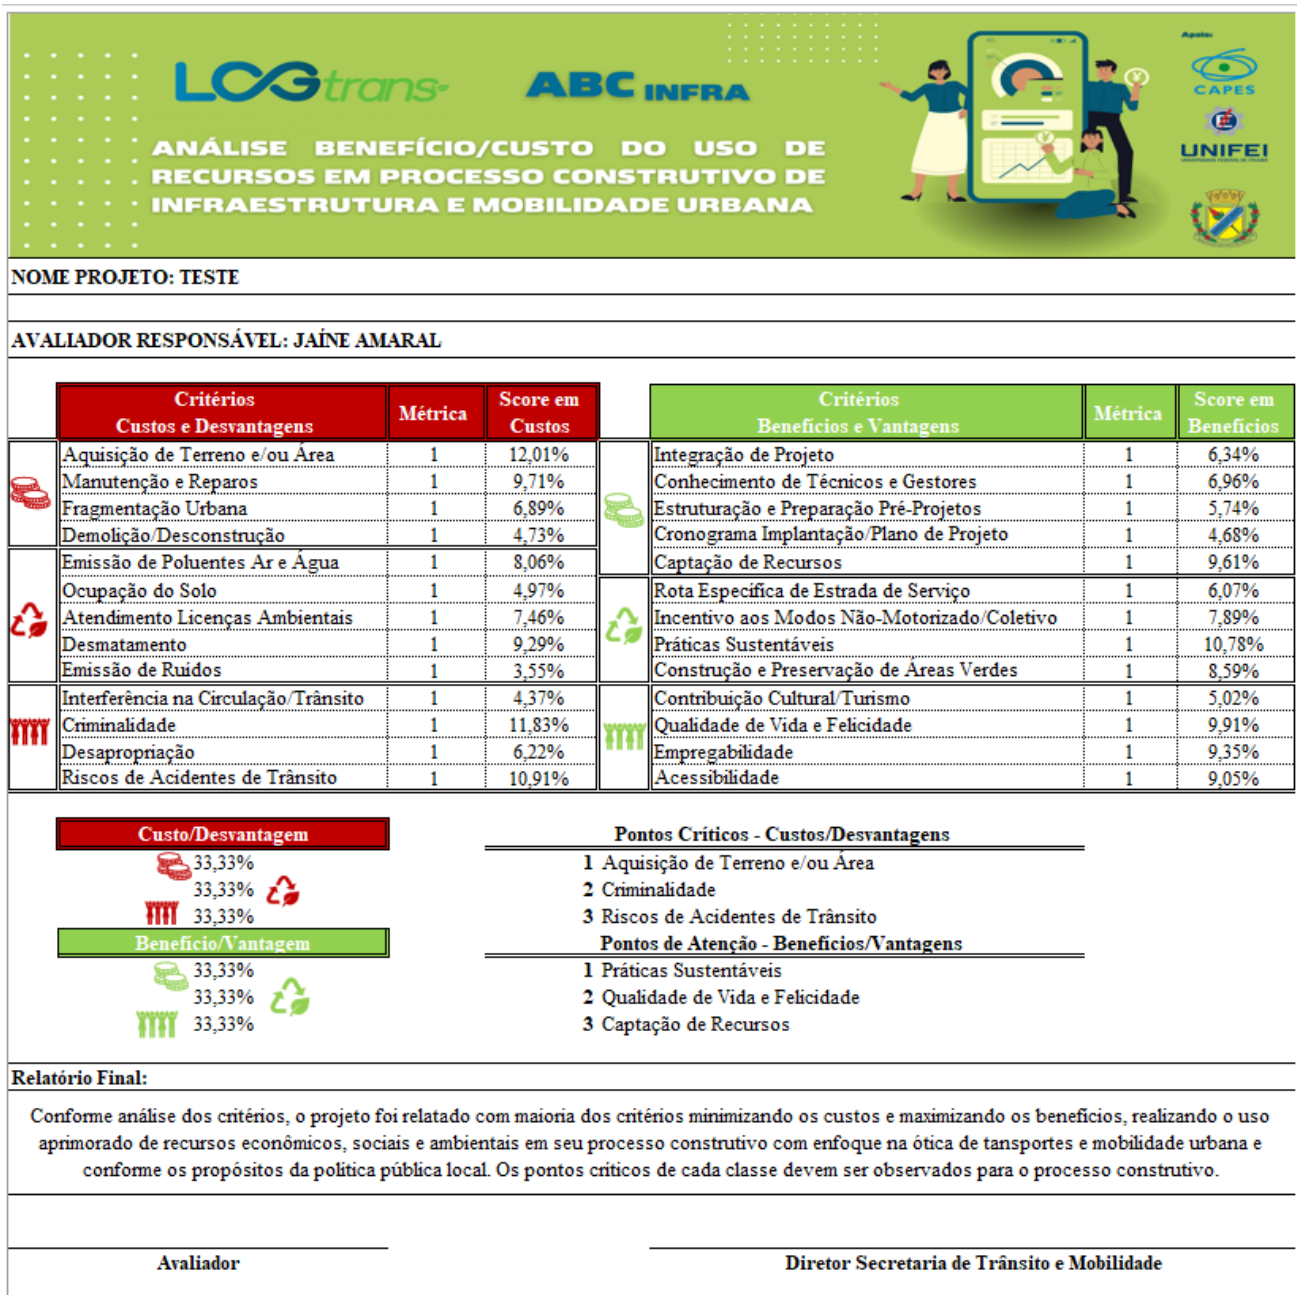 LOGtrans
ABC INFRA
Apoio:
CAPES
UNIFEI
ANÁLISE BENEFÍCIO/CUSTO DO USO DE
RECURSOS EM PROCESSO CONSTRUTIVO DE
INFRAESTRUTURA E MOBILIDADE URBANA
NOME PROJETO: TESTE
AVALIADOR RESPONSÁVEL: JAÍNE AMARAL
Critérios
Custos e Desvantagens
Métrica
Score em
Custos
Aquisição de Terreno e/ou Área 1 12,01%
Manutenção e Reparos 1 9,71%
Fragmentação Urbana 1 6,89%
Demolição/Desconstrução 1 4,73%
Emissão de Poluentes Ar e Água 1 8,06%
Ocupação do Solo 1 4,97%
Atendimento Licenças Ambientais 1 7,46%
Desmatamento 1 9,29%
Emissão de Ruidos 1 3,55%
Interferência na Circulação/Trânsito 1 4,37%
Criminalidade 1 11,83%
Desapropriação 1 6,22%
Riscos de Acidentes de Trânsito 1 10,91%
Critérios
Benefícios e Vantagens
Métrica
Score em
Benefícios
Integração de Projeto 1 6,34%
Conhecimento de Técnicos e Gestores 1 6,96%
Estruturação e Preparação Pré-Projetos 1 5,74%
Cronograma Implantação/Plano de Projeto 1 4,68%
Captação de Recursos 1 9,61%
Rota Específica de Estrada de Serviço 1 6,07%
Incentivo aos Modos Não-Motorizado/Coletivo 1 7,89%
Práticas Sustentáveis 1 10,78%
Construção e Preservação de Áreas Verdes 1 8,59%
Contribuição Cultural/Turismo 1 5,02%
Qualidade de Vida e Felicidade 1 9,91%
Empregabilidade 1 9,35%
Acessibilidade 1 9,05%
Custo/Desvantagem
33,33%
33,33%
33,33%
Benefício/Vantagem
33,33%
33,33%
33,33%
Pontos Críticos - Custos/Desvantagens
1 Aquisição de Terreno e/ou Área
2 Criminalidade
3 Riscos de Acidentes de Trânsito
Pontos de Atenção - Benefícios/Vantagens
1 Práticas Sustentáveis
2 Qualidade de Vida e Felicidade
3 Captação de Recursos
Relatório Final:
Conforme análise dos critérios, o projeto foi relatado com maioria dos critérios minimizando os custos e maximizando os benefícios, realizando o uso
aprimorado de recursos econômicos, sociais e ambientais em seu processo construtivo com enfoque na ótica de tansportes e mobilidade urbana e
conforme os propósitos da política pública local. Os pontos críticos de cada classe devem ser observados para o processo construtivo.
Avaliador
Diretor Secretaria de Trânsito e Mobilidade